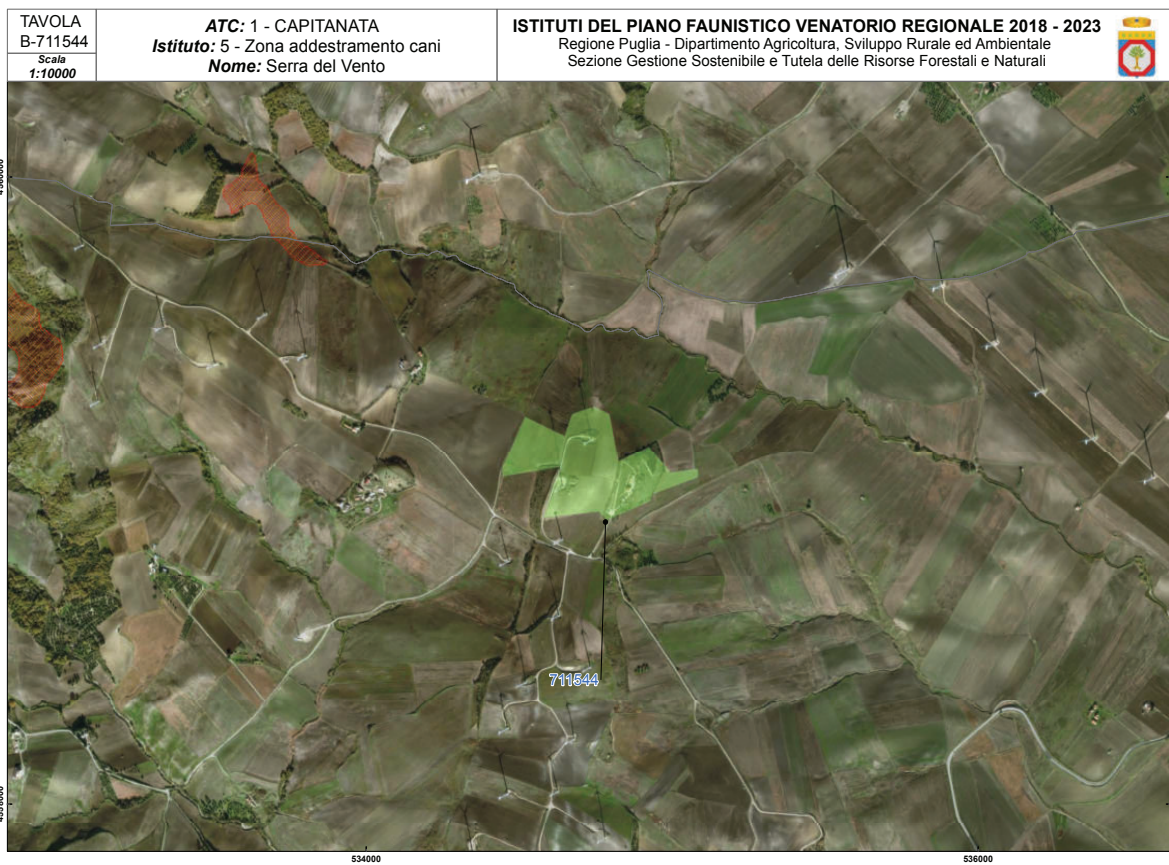 TAVOLA
B-711544
Scala
1:10000
ATC: 1 - CAPITANATA
Istituto: 5 - Zona addestramento cani
Nome: Serra del Vento
ISTITUTI DEL PIANO FAUNISTICO VENATORIO REGIONALE 2018 - 2023
Regione Puglia - Dipartimento Agricoltura, Sviluppo Rurale ed Ambientale
Sezione Gestione Sostenibile e Tutela delle Risorse Forestali e Naturali
711544
534000
536000